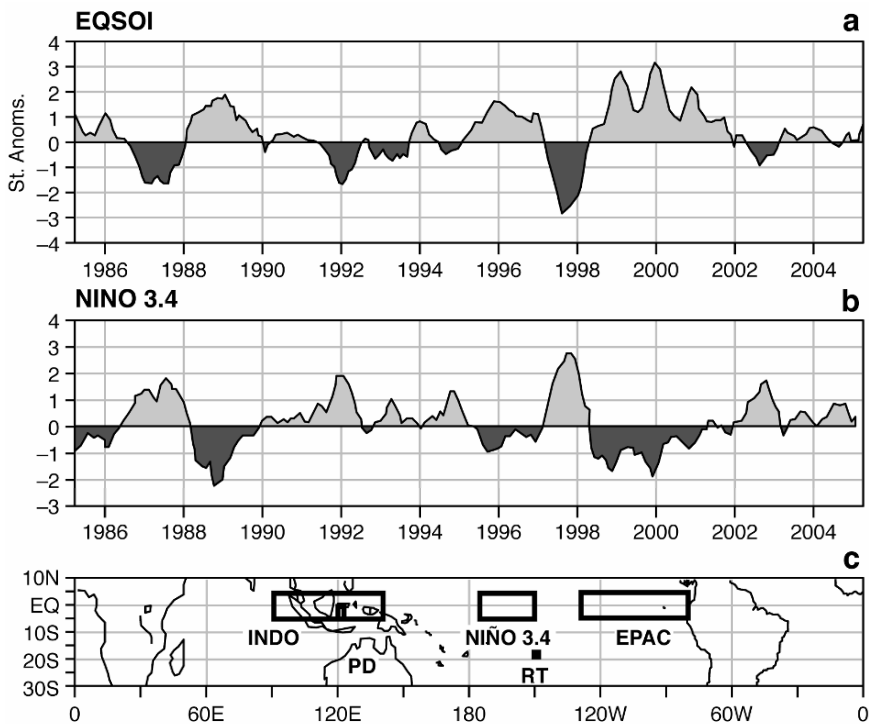 EQSOI
a
St. Anoms.
4
3
2
1
0
−1
−2
−3
−4
1986 1988 1990 1992 1994 1996 1998 2000 2002 2004
NINO 3.4
b
4
3
2
1
0
−1
−2
−3
1986 1988 1990 1992 1994 1996 1998 2000 2002 2004
c
10N
EQ
10S
20S
30S
INDO
NIÑO 3.4
EPAC
PD
RT
0 60E 120E 180 120W 60W 0